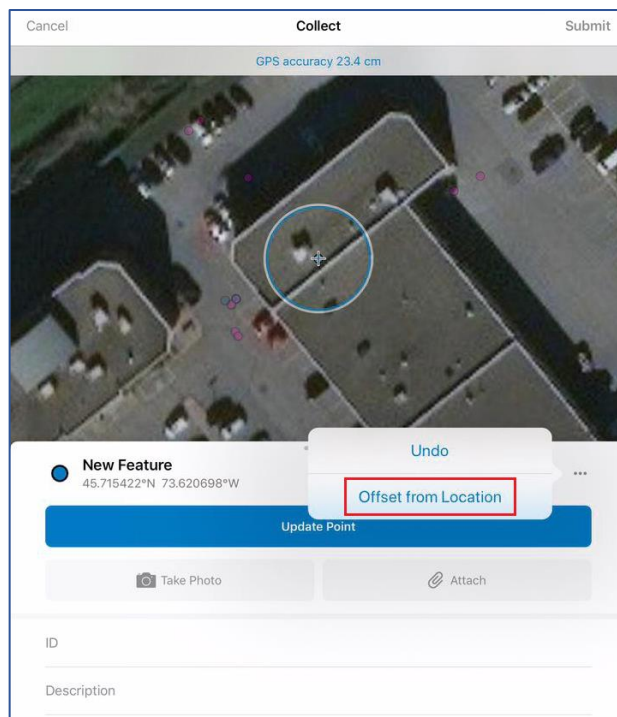 Cancel Collect Submit
GPS accuracy 23.4 cm
Undo
New Feature
45.715422°N 73.620698°W
•••
Offset from Location
Update Point
Take Photo Attach
ID
Description